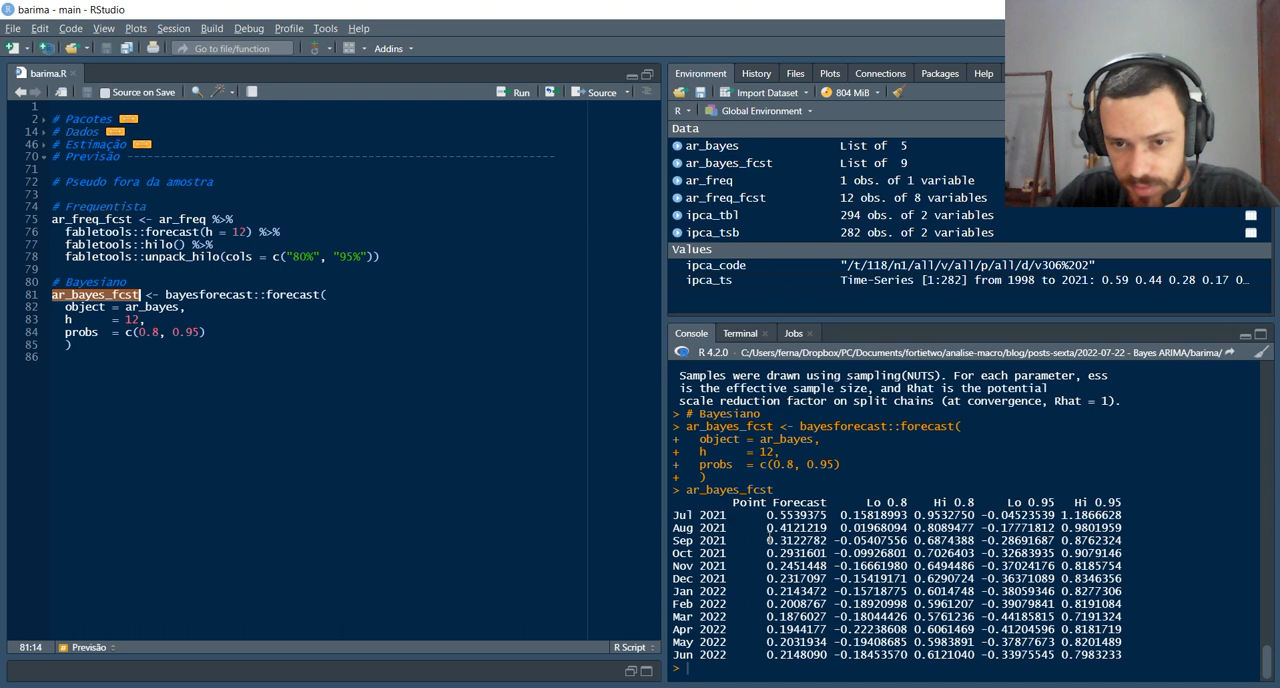 barima - main - RStudio
File Edit Code View Plots Session Build Debug Profile Tools Help
Go to file/function Addins
barima.R
Source on Save Run Source
1
2 # Pacotes
14 # Dados
46 # Estimação
70 # Previsão ----------------------------------------------------------------
71
72 # Pseudo fora da amostra
73
74 # Frequentista
75 ar_freq_fcst <- ar_freq %>%
76 fabletools::forecast(h = 12) %>%
77 fabletools::hilo() %>%
78 fabletools::unpack_hilo(cols = c("80%", "95%"))
79
80 # Bayesiano
81 ar_bayes_fcst <- bayesforecast::forecast(
82 object = ar_bayes,
83 h = 12,
84 probs = c(0.8, 0.95)
85 )
86
81:14 Previsão R Script
Environment History Files Plots Connections Packages Help
Import Dataset 804 MiB
R Global Environment
Data
ar_bayes List of 5
ar_bayes_fcst List of 9
ar_freq 1 obs. of 1 variable
ar_freq_fcst 12 obs. of 8 variables
ipca_tbl 294 obs. of 2 variables
ipca_tsb 282 obs. of 2 variables
Values
ipca_code "/t/118/n1/all/v/all/p/all/d/v306%202"
ipca_ts Time-Series [1:282] from 1998 to 2021: 0.59 0.44 0.28 0.17 0…
Console Terminal Jobs
R 4.2.0 · C:/Users/ferna/Dropbox/PC/Documents/fortietwo/analise-macro/blog/posts-sexta/2022-07-22 - Bayes ARIMA/barima/
Samples were drawn using sampling(NUTS). For each parameter, ess
is the effective sample size, and Rhat is the potential
scale reduction factor on split chains (at convergence, Rhat = 1).
> # Bayesiano
> ar_bayes_fcst <- bayesforecast::forecast(
+ object = ar_bayes,
+ h = 12,
+ probs = c(0.8, 0.95)
+ )
> ar_bayes_fcst
Point Forecast Lo 0.8 Hi 0.8 Lo 0.95 Hi 0.95
Jul 2021 0.5539375 0.15818993 0.9532750 -0.04523539 1.1866628
Aug 2021 0.4121219 0.01968094 0.8089477 -0.17771812 0.9801959
Sep 2021 0.3122782 -0.05407556 0.6874388 -0.28691687 0.8762324
Oct 2021 0.2931601 -0.09926801 0.7026403 -0.32683935 0.9079146
Nov 2021 0.2451448 -0.16661980 0.6494486 -0.37024176 0.8185754
Dec 2021 0.2317097 -0.15419171 0.6290724 -0.36371089 0.8346356
Jan 2022 0.2143472 -0.15718775 0.6014748 -0.38059346 0.8277306
Feb 2022 0.2008767 -0.18920998 0.5961207 -0.39079841 0.8191084
Mar 2022 0.1876027 -0.18044426 0.5761236 -0.44185815 0.7191324
Apr 2022 0.1944177 -0.22238608 0.6061469 -0.41204596 0.8181719
May 2022 0.2031934 -0.19408685 0.5983891 -0.37877673 0.8201489
Jun 2022 0.2148090 -0.18453570 0.6121040 -0.33975545 0.7983233
>